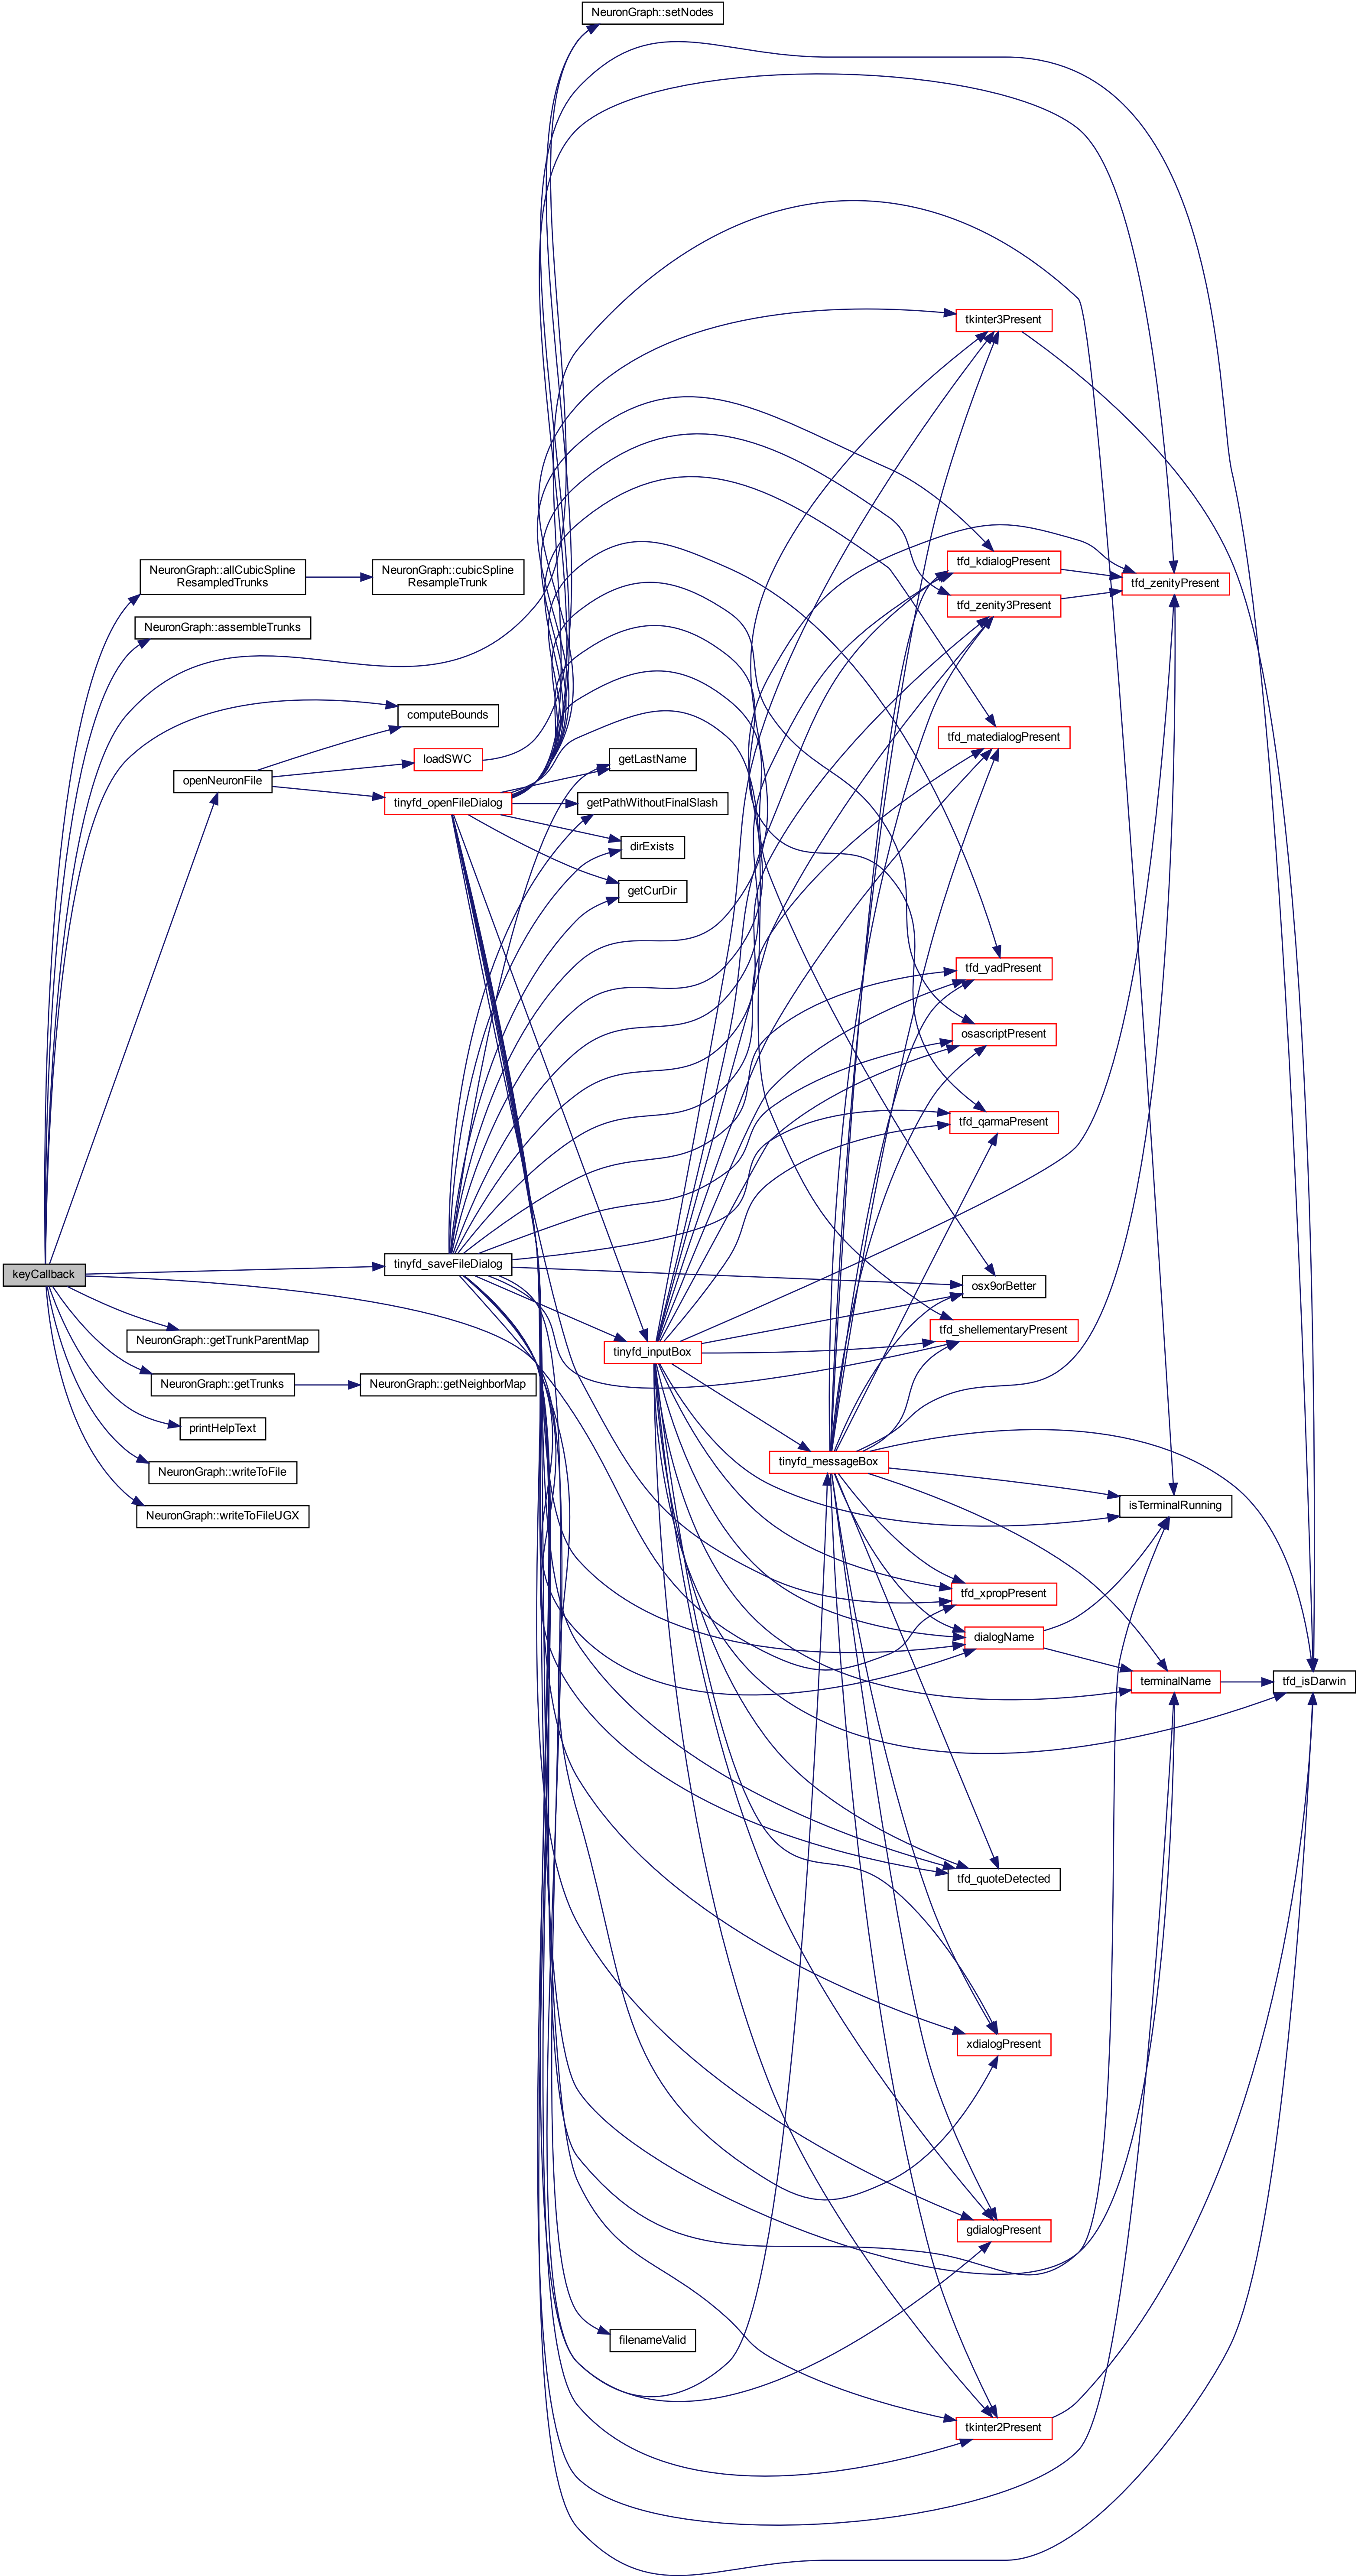 NeuronGraph::setNodes
tkinter3Present
tfd_kdialogPresent
NeuronGraph::allCubicSpline
ResampledTrunks
NeuronGraph::cubicSpline
ResampleTrunk
tfd_zenityPresent
tfd_zenity3Present
NeuronGraph::assembleTrunks
computeBounds
tfd_matedialogPresent
loadSWC
getLastName
openNeuronFile
tinyfd_openFileDialog
getPathWithoutFinalSlash
dirExists
getCurDir
tfd_yadPresent
osascriptPresent
tfd_qarmaPresent
tinyfd_saveFileDialog
keyCallback
osx9orBetter
tfd_shellementaryPresent
NeuronGraph::getTrunkParentMap
tinyfd_inputBox
NeuronGraph::getTrunks
NeuronGraph::getNeighborMap
printHelpText
tinyfd_messageBox
NeuronGraph::writeToFile
isTerminalRunning
NeuronGraph::writeToFileUGX
tfd_xpropPresent
dialogName
terminalName
tfd_isDarwin
tfd_quoteDetected
xdialogPresent
gdialogPresent
filenameValid
tkinter2Present